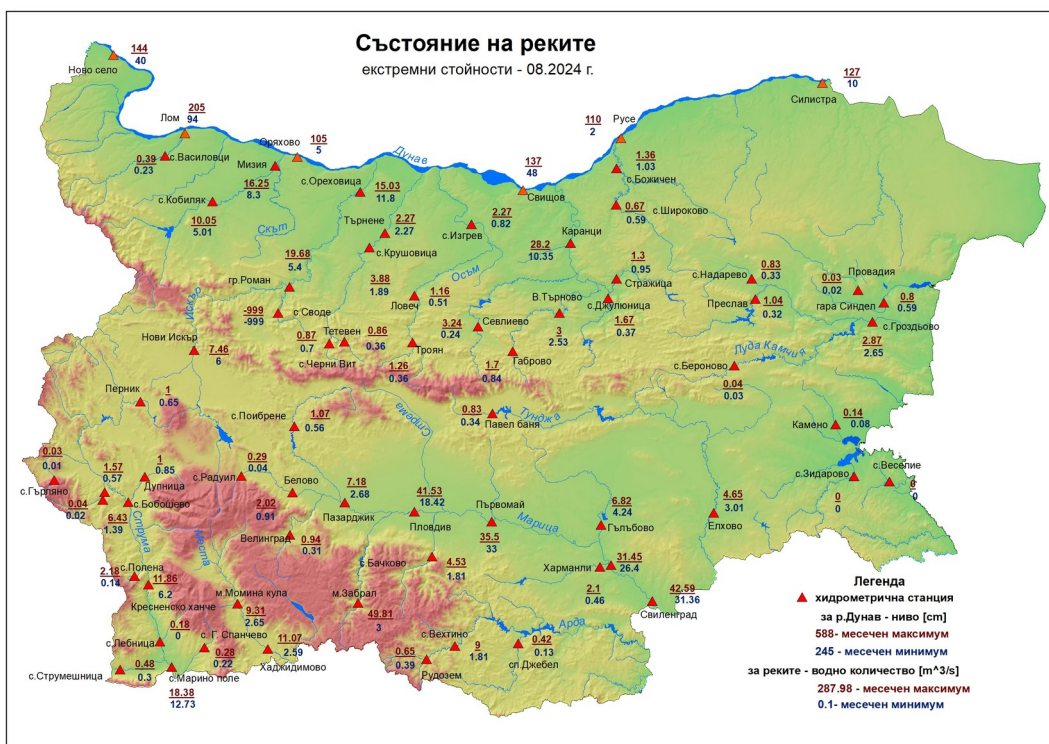 Състояние на реките
екстремни стойности - 08.2024 г.
144
40
Ново село
127
10
Силистра
205
94
Лом
105
5
Оряхово
Дунав
110
2
Русе
137
48
Свищов
0.39
0.23
с.Василовци
Мизия
16.25
8.3
с.Ореховица
15.03
11.8
1.36
1.03
с.Божичен
с.Кобиляк
10.05
5.01
Скът
Търнене
2.27
2.27
2.27
0.82
с.Изгрев
0.67
0.59
с.Широково
Каранци
28.2
10.35
с.Крушовица
19.68
5.4
гр.Роман
3.88
1.89
Осъм
Ловеч
1.16
0.51
1.3
0.95
Стражица
с.Надарево
0.83
0.33
0.03
0.02
Провадия
Искър
-999
-999
с.Своде
В.Търново
с.Джулюница
Преслав
1.04
0.32
гара Синдел
0.8
0.59
с.Гроздьово
Нови Искър
7.46
6
0.87
0.7
Тетевен
0.86
0.36
с.Черни Вит
3.24
0.24
Севлиево
3
2.53
1.67
0.37
2.87
2.65
Троян
1.26
0.36
1.7
0.84
Габрово
Луда Камчия
с.Бероново
0.04
0.03
Перник
1
0.65
с.Поибрене
1.07
0.56
Стряма
0.83
0.34
Павел баня
Тунджа
0.14
0.08
Камено
0.03
0.01
с.Гърляно
1.57
0.57
1
0.85
Дупница
с.Радуил
0.29
0.04
с.Зидарово
0
0
с.Веселие
0
0
0.04
0.02
с.Бобошево
6.43
1.39
Белово
2.02
0.91
7.18
2.68
Пазарджик
41.53
18.42
Пловдив
Първомай
35.5
33
Марица
6.82
4.24
Гълъбово
4.65
3.01
Елхово
Струма
Места
Велинград
0.94
0.31
с.Бачково
4.53
1.81
Харманли
31.45
26.4
2.1
0.46
42.59
31.36
Свиленград
с.Полена
2.18
0.14
11.86
6.2
Кресненско ханче
м.Момина кула
9.31
2.65
м.Забрал
49.81
3
с.Лебница
0.18
0
с. Г. Спанчево
0.28
0.22
11.07
2.59
Хаджидимово
с.Вехтино
9
1.81
0.65
0.39
Рудозем
Арда
0.42
0.13
сп.Джебел
с.Струмешница
0.48
0.3
с.Марино поле
18.38
12.73
Легенда
хидрометрична станция
за р.Дунав - ниво [cm]
588- месечен максимум
245 - месечен минимум
за реките - водно количество [m^3/s]
287.98 - месечен максимум
0.1- месечен минимум